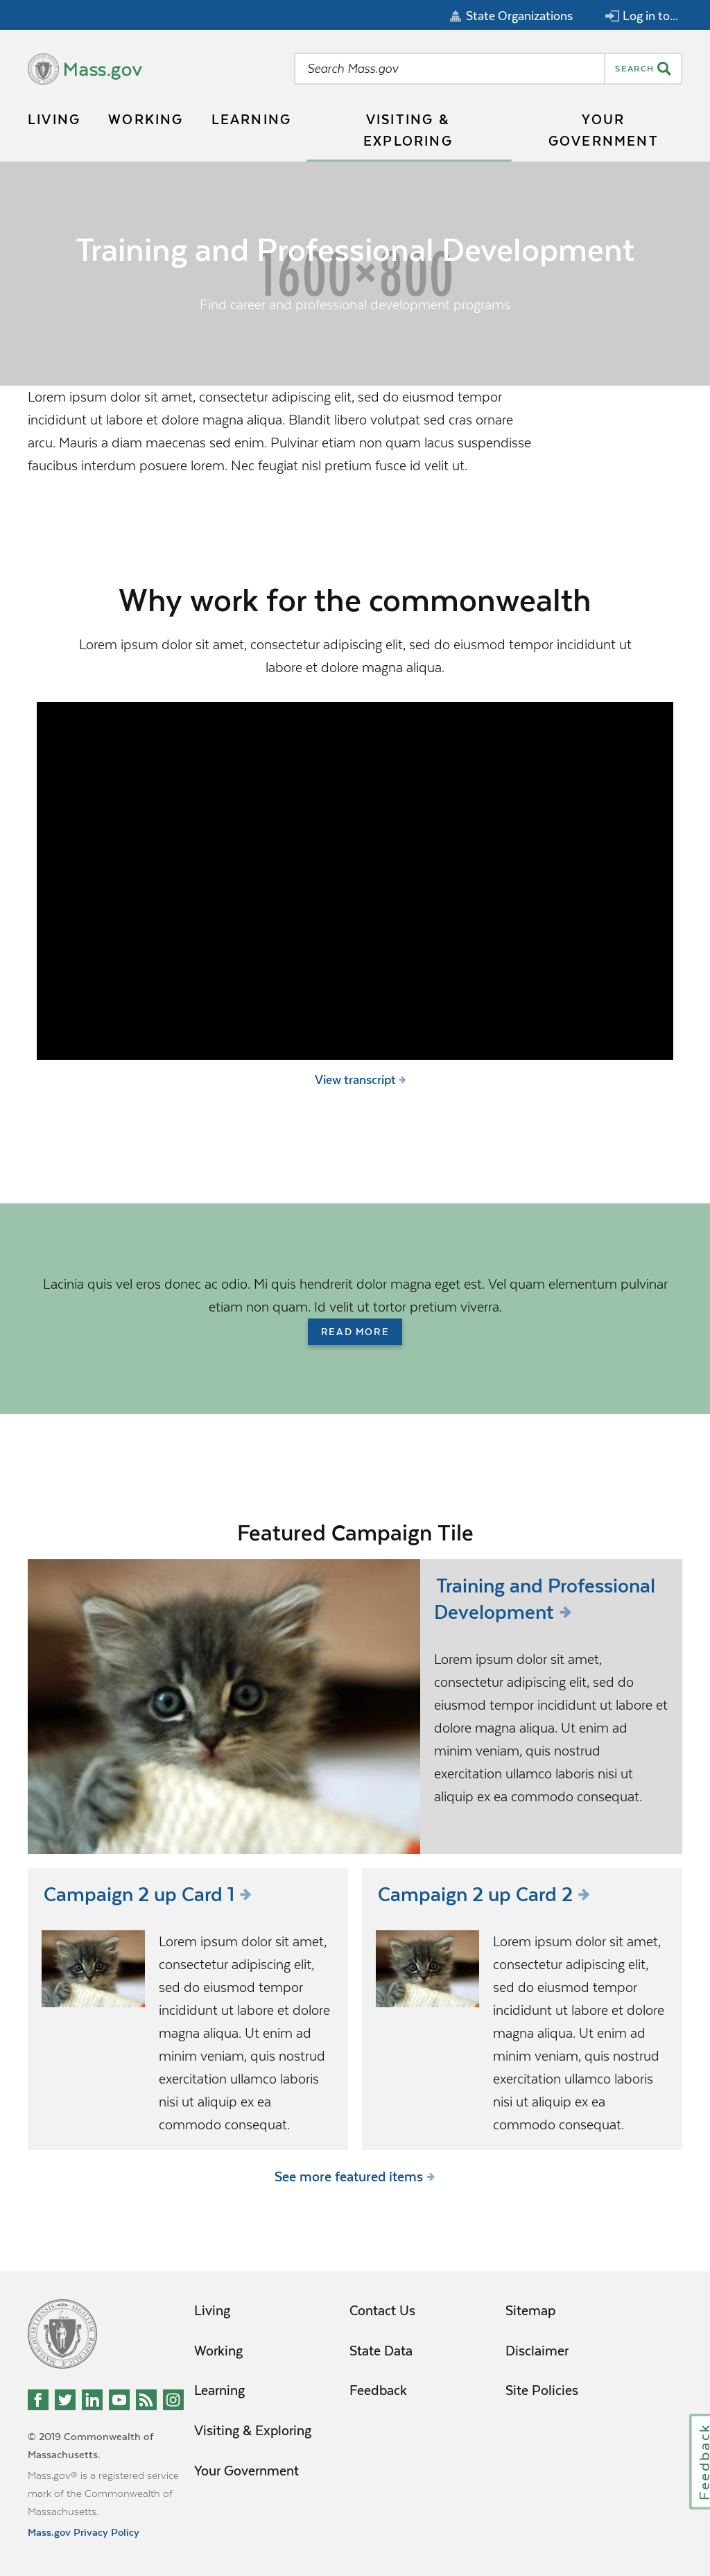 State Organizations
Log in to...
Mass.gov
Search Mass.gov
SEARCH
LIVING
WORKING
LEARNING
VISITING &
EXPLORING
YOUR
GOVERNMENT
Training and Professional Development
1600×800
Find career and professional development programs
Lorem ipsum dolor sit amet, consectetur adipiscing elit, sed do eiusmod tempor
incididunt ut labore et dolore magna aliqua. Blandit libero volutpat sed cras ornare
arcu. Mauris a diam maecenas sed enim. Pulvinar etiam non quam lacus suspendisse
faucibus interdum posuere lorem. Nec feugiat nisl pretium fusce id velit ut.
Why work for the commonwealth
Lorem ipsum dolor sit amet, consectetur adipiscing elit, sed do eiusmod tempor incididunt ut
labore et dolore magna aliqua.
View transcript
Lacinia quis vel eros donec ac odio. Mi quis hendrerit dolor magna eget est. Vel quam elementum pulvinar
etiam non quam. Id velit ut tortor pretium viverra.
READ MORE
Featured Campaign Tile
Training and Professional
Development
Lorem ipsum dolor sit amet,
consectetur adipiscing elit, sed do
eiusmod tempor incididunt ut labore et
dolore magna aliqua. Ut enim ad
minim veniam, quis nostrud
exercitation ullamco laboris nisi ut
aliquip ex ea commodo consequat.
Campaign 2 up Card 1
Lorem ipsum dolor sit amet,
consectetur adipiscing elit,
sed do eiusmod tempor
incididunt ut labore et dolore
magna aliqua. Ut enim ad
minim veniam, quis nostrud
exercitation ullamco laboris
nisi ut aliquip ex ea
commodo consequat.
Campaign 2 up Card 2
Lorem ipsum dolor sit amet,
consectetur adipiscing elit,
sed do eiusmod tempor
incididunt ut labore et dolore
magna aliqua. Ut enim ad
minim veniam, quis nostrud
exercitation ullamco laboris
nisi ut aliquip ex ea
commodo consequat.
See more featured items
Living
Working
Learning
Visiting & Exploring
Your Government
Contact Us
State Data
Feedback
Sitemap
Disclaimer
Site Policies
© 2019 Commonwealth of
Massachusetts.
Mass.gov® is a registered service
mark of the Commonwealth of
Massachusetts.
Mass.gov Privacy Policy
Feedback